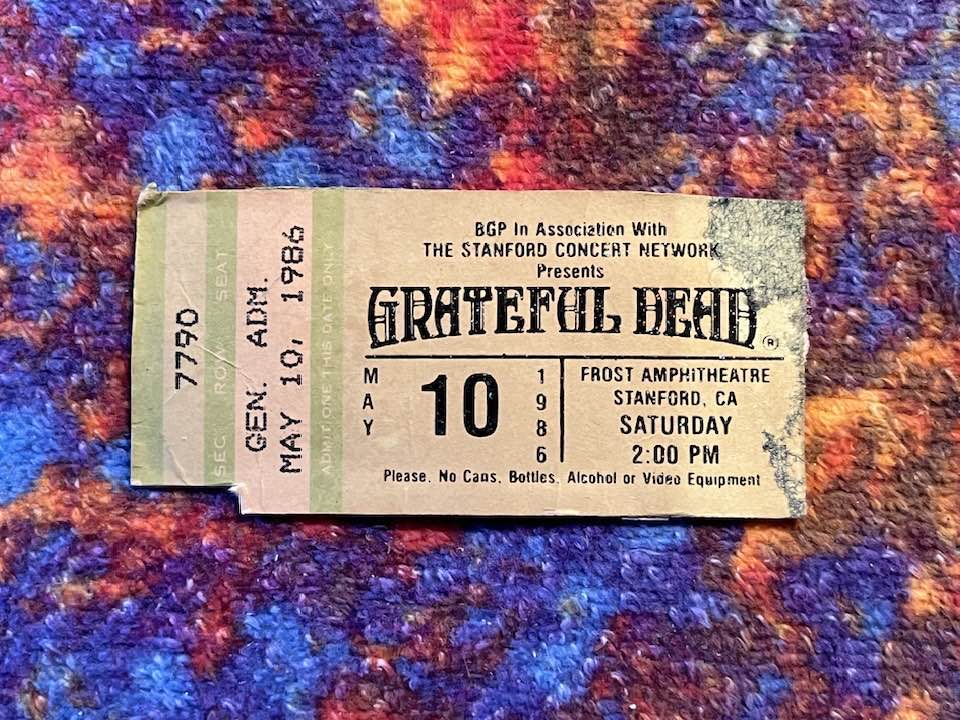 7790
SEC ROW SEAT
GEN. ADM.
MAY 10, 1986
ADMIT ONE THIS DATE ONLY
BGP In Association With
THE STANFORD CONCERT NETWORK
Presents
GRATEFUL DEAD ®
MAY 10 1986
FROST AMPHITHEATRE
STANFORD, CA
SATURDAY
2:00 PM
Please, No Cans, Bottles, Alcohol or Video Equipment